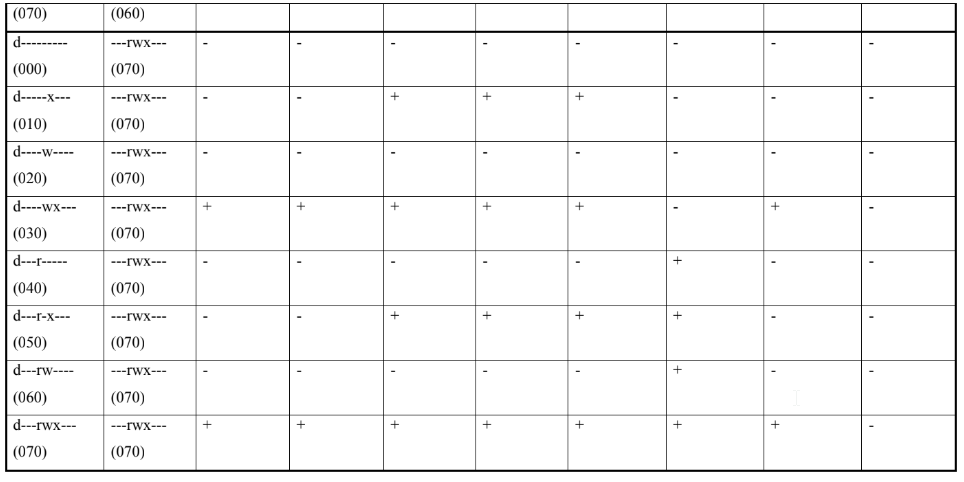 (070) (060)
d--------- ---rwx--- - - - - - - - -
(000) (070)
d-----x--- ---rwx--- - - + + + - - -
(010) (070)
d----w---- ---rwx--- - - - - - - - -
(020) (070)
d----wx--- ---rwx--- + + + + + - + -
(030) (070)
d---r----- ---rwx--- - - - - - + - -
(040) (070)
d---r-x--- ---rwx--- - - + + + + - -
(050) (070)
d---rw---- ---rwx--- - - - - - + - -
(060) (070)
d---rwx--- ---rwx--- + + + + + + + -
(070) (070)